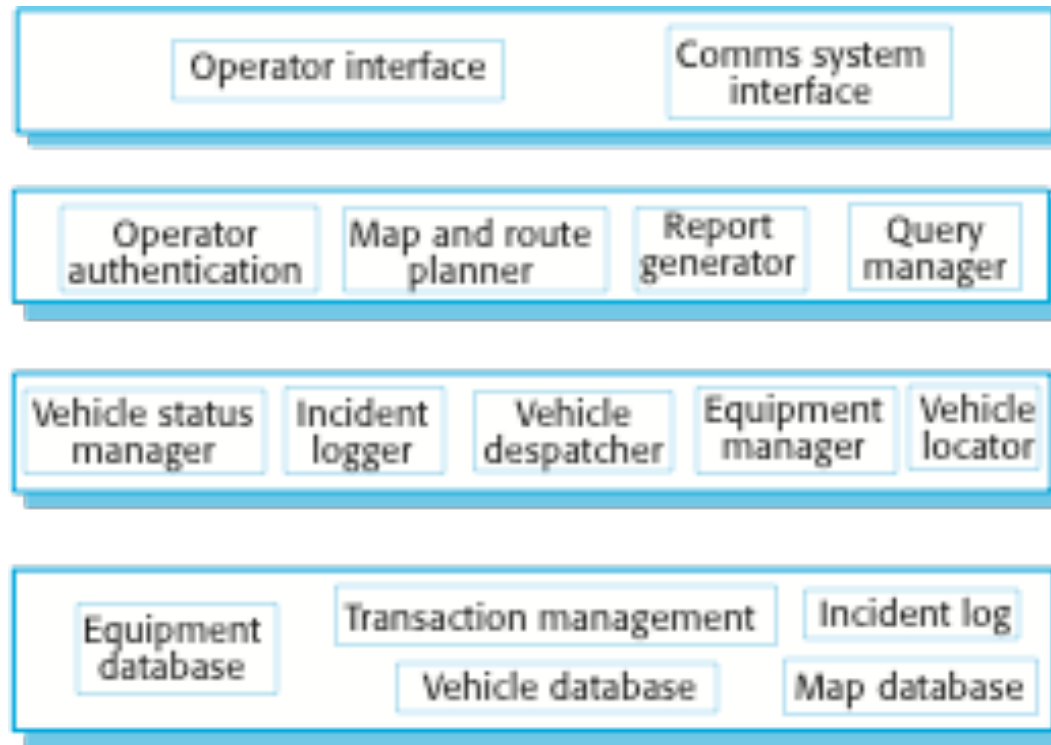 Operator interface
Comms system
interface
Operator
authentication
Map and route
planner
Report
generator
Query
manager
Vehicle status
manager
Incident
logger
Vehicle
despatcher
Equipment
manager
Vehicle
locator
Equipment
database
Transaction management
Incident log
Vehicle database
Map database